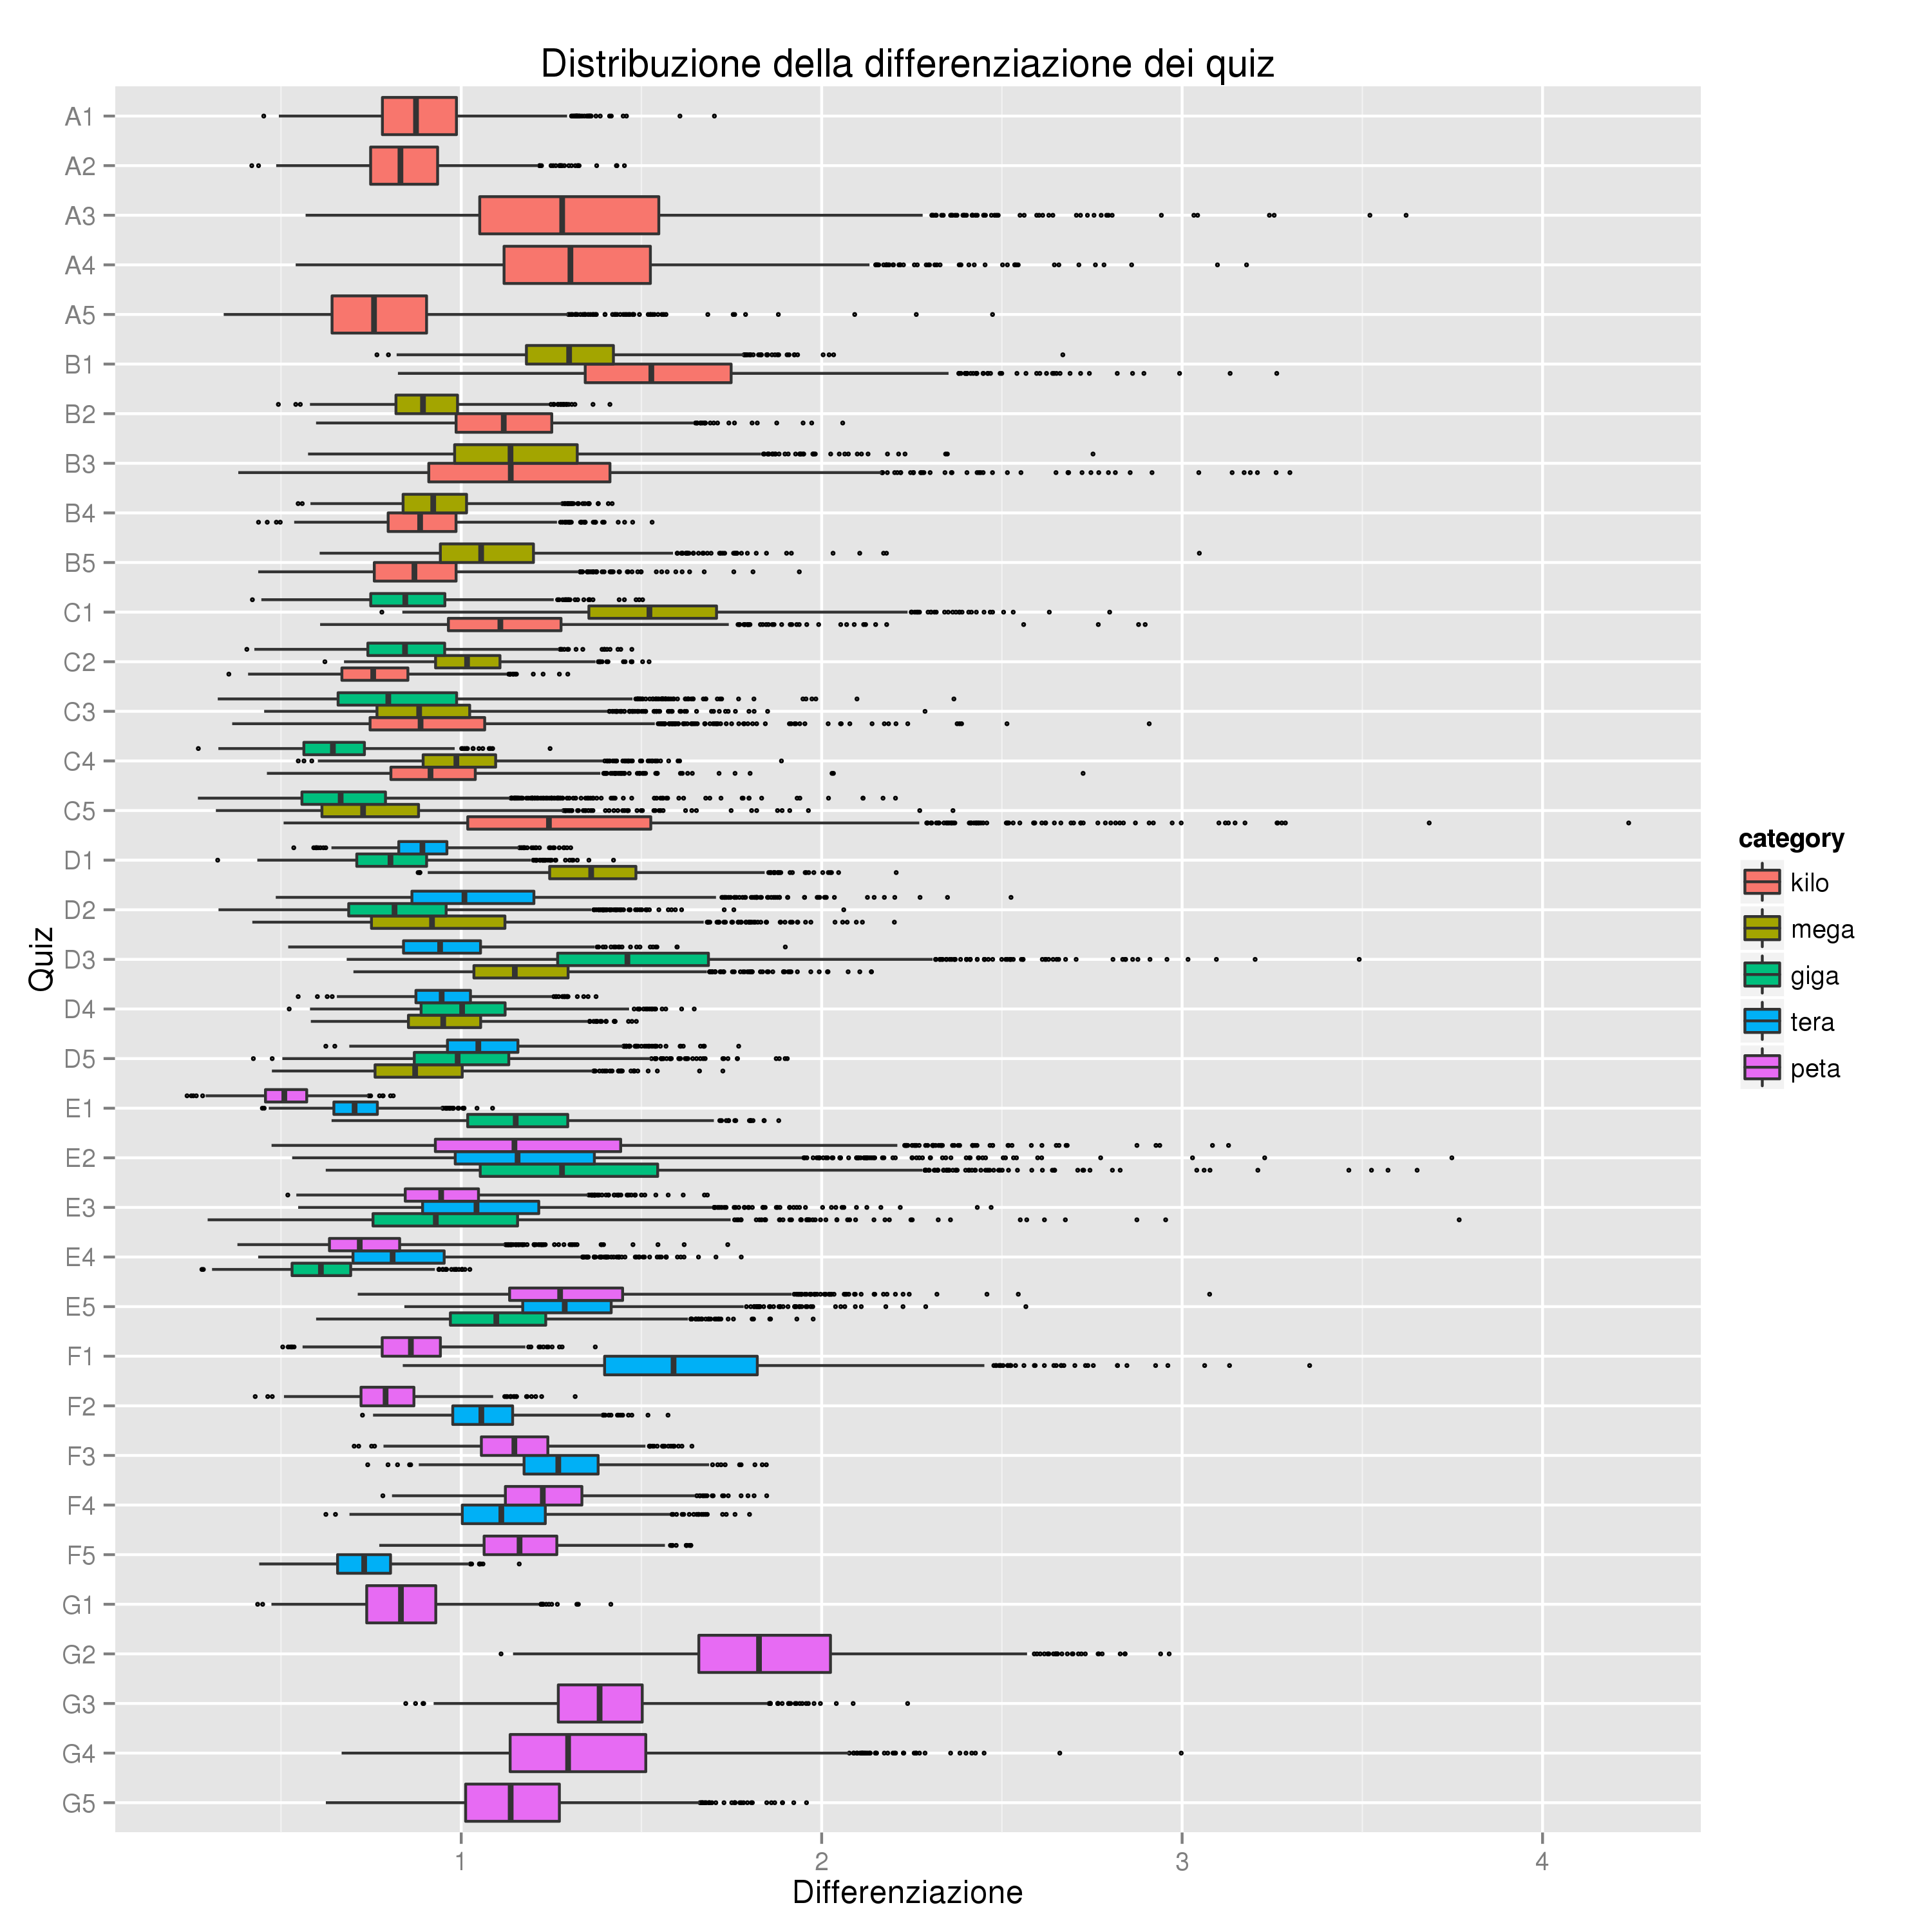 Distribuzione della differenziazione dei quiz
Quiz
A1
A2
A3
A4
A5
B1
B2
B3
B4
B5
C1
C2
C3
C4
C5
D1
D2
D3
D4
D5
E1
E2
E3
E4
E5
F1
F2
F3
F4
F5
G1
G2
G3
G4
G5
1 2 3 4
Differenziazione
category
kilo
mega
giga
tera
peta